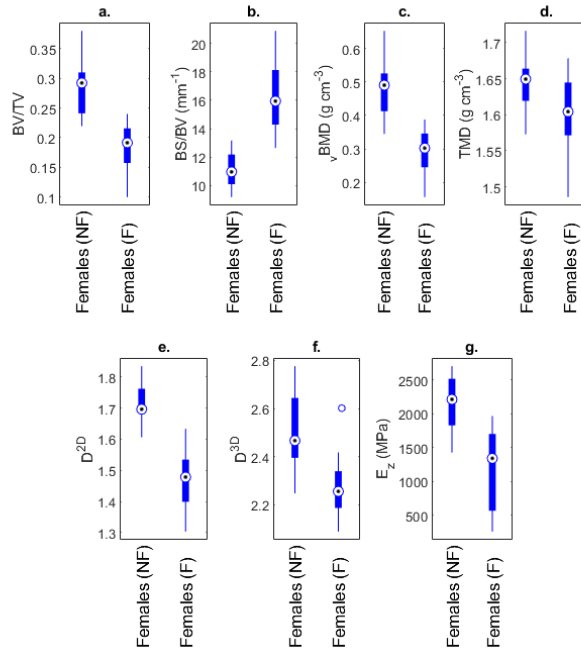 a.
BV/TV
0.35
0.3
0.25
0.2
0.15
0.1
Females (NF)
Females (F)
b.
BS/BV (mm⁻¹)
20
18
16
14
12
10
Females (NF)
Females (F)
c.
ᵥBMD (g cm⁻³)
0.6
0.5
0.4
0.3
0.2
Females (NF)
Females (F)
d.
TMD (g cm⁻³)
1.7
1.65
1.6
1.55
1.5
Females (NF)
Females (F)
e.
D²ᴰ
1.8
1.7
1.6
1.5
1.4
1.3
Females (NF)
Females (F)
f.
D³ᴰ
2.8
2.6
2.4
2.2
Females (NF)
Females (F)
g.
E_z (MPa)
2500
2000
1500
1000
500
Females (NF)
Females (F)